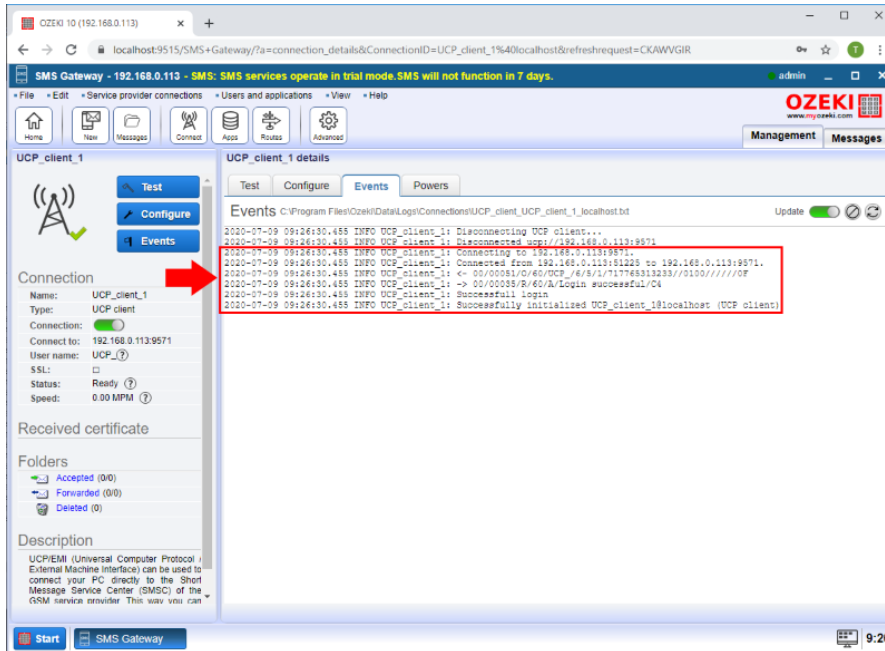 OZEKI 10 (192.168.0.113)
localhost:9515/SMS+Gateway/?a=connection_details&ConnectionID=UCP_client_1%40localhost&refreshrequest=CKAWVGIR
T
SMS Gateway - 192.168.0.113 - SMS: SMS services operate in trial mode.SMS will not function in 7 days.
admin
File Edit Service provider connections Users and applications View Help
OZEKI
www.myozeki.com
Home New Messages Connect Apps Routes Advanced
Management Messages
UCP_client_1
UCP_client_1 details
Test
Configure
Events
Test Configure Events Powers
Events C:\Program Files\Ozeki\Data\Logs\Connections\UCP_client_UCP_client_1_localhost.txt
Update
2020-07-09 09:26:30.455 INFO UCP_client_1: Disconnecting UCP client...
2020-07-09 09:26:30.455 INFO UCP_client_1: Disconnected ucp://192.168.0.113:9571
2020-07-09 09:26:30.455 INFO UCP_client_1: Connecting to 192.168.0.113:9571.
2020-07-09 09:26:30.455 INFO UCP_client_1: Connected from 192.168.0.113:51225 to 192.168.0.113:9571.
2020-07-09 09:26:30.455 INFO UCP_client_1: <- 00/00051/O/60/UCP_/6/5/1/717765313233//0100//////0F
2020-07-09 09:26:30.455 INFO UCP_client_1: -> 00/00035/R/60/A/Login successful/C4
2020-07-09 09:26:30.455 INFO UCP_client_1: Successfull login
2020-07-09 09:26:30.455 INFO UCP_client_1: Successfully initialized UCP_client_1@localhost (UCP client)
Connection
Name: UCP_client_1
Type: UCP client
Connection:
Connect to: 192.168.0.113:9571
User name: UCP_ ?
SSL:
Status: Ready ?
Speed: 0.00 MPM ?
Received certificate
Folders
Accepted (0/0)
Forwarded (0/0)
Deleted (0)
Description
UCP/EMI (Universal Computer Protocol /
External Machine Interface) can be used to
connect your PC directly to the Short
Message Service Center (SMSC) of the
GSM service provider. This way you can
Start
SMS Gateway